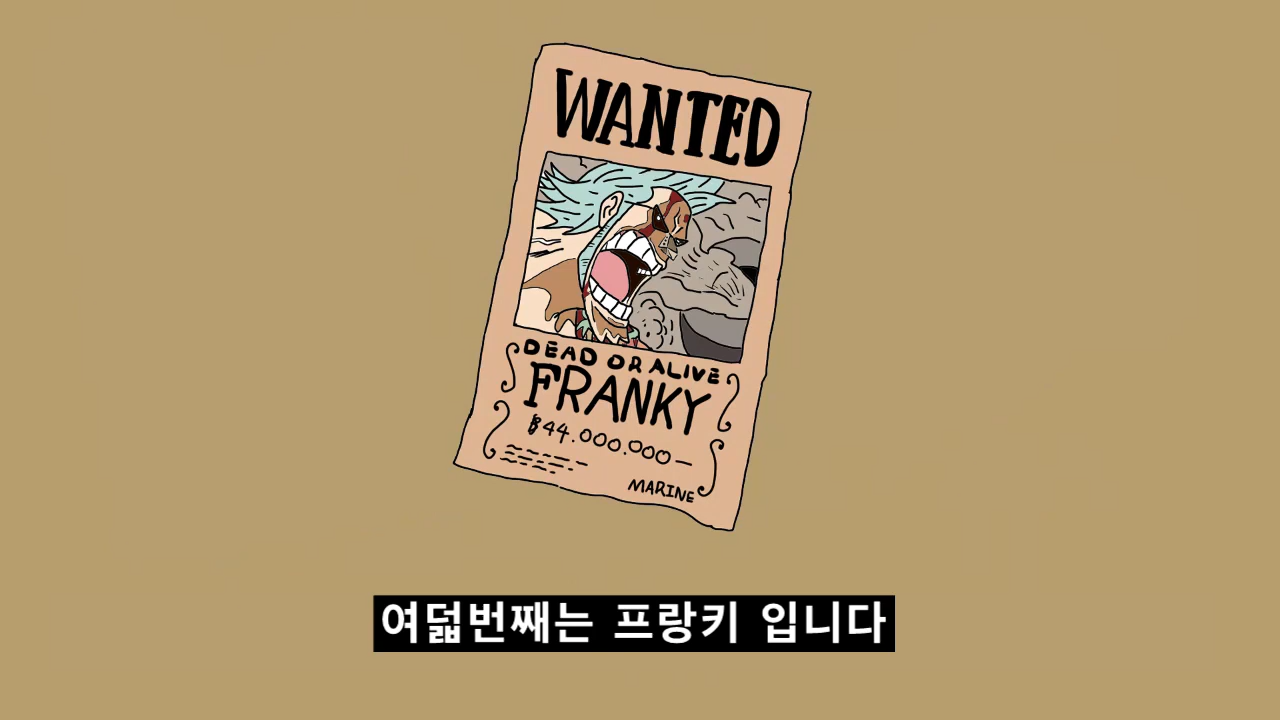 WANTED
DEAD OR ALIVE
FRANKY
฿44.000.000—
MARINE
여덟번째는 프랑키 입니다